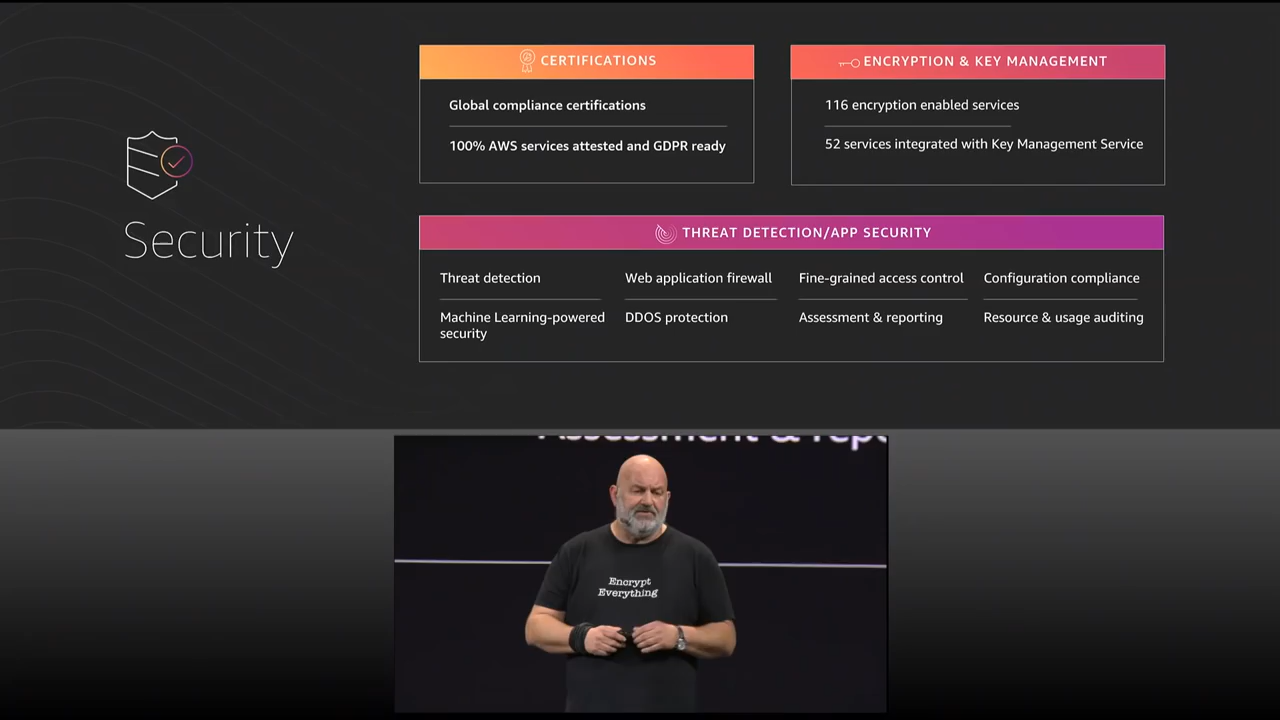 CERTIFICATIONS
Global compliance certifications
100% AWS services attested and GDPR ready
ENCRYPTION & KEY MANAGEMENT
116 encryption enabled services
52 services integrated with Key Management Service
Security
THREAT DETECTION/APP SECURITY
Threat detection
Web application firewall
Fine-grained access control
Configuration compliance
Machine Learning-powered
security
DDOS protection
Assessment & reporting
Resource & usage auditing
Assessment & repo
Encrypt
Everything